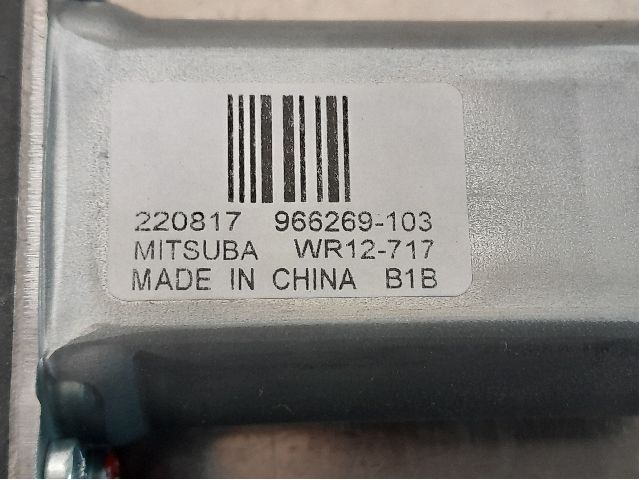 220817 966269-103
MITSUBA WR12-717
MADE IN CHINA B1B